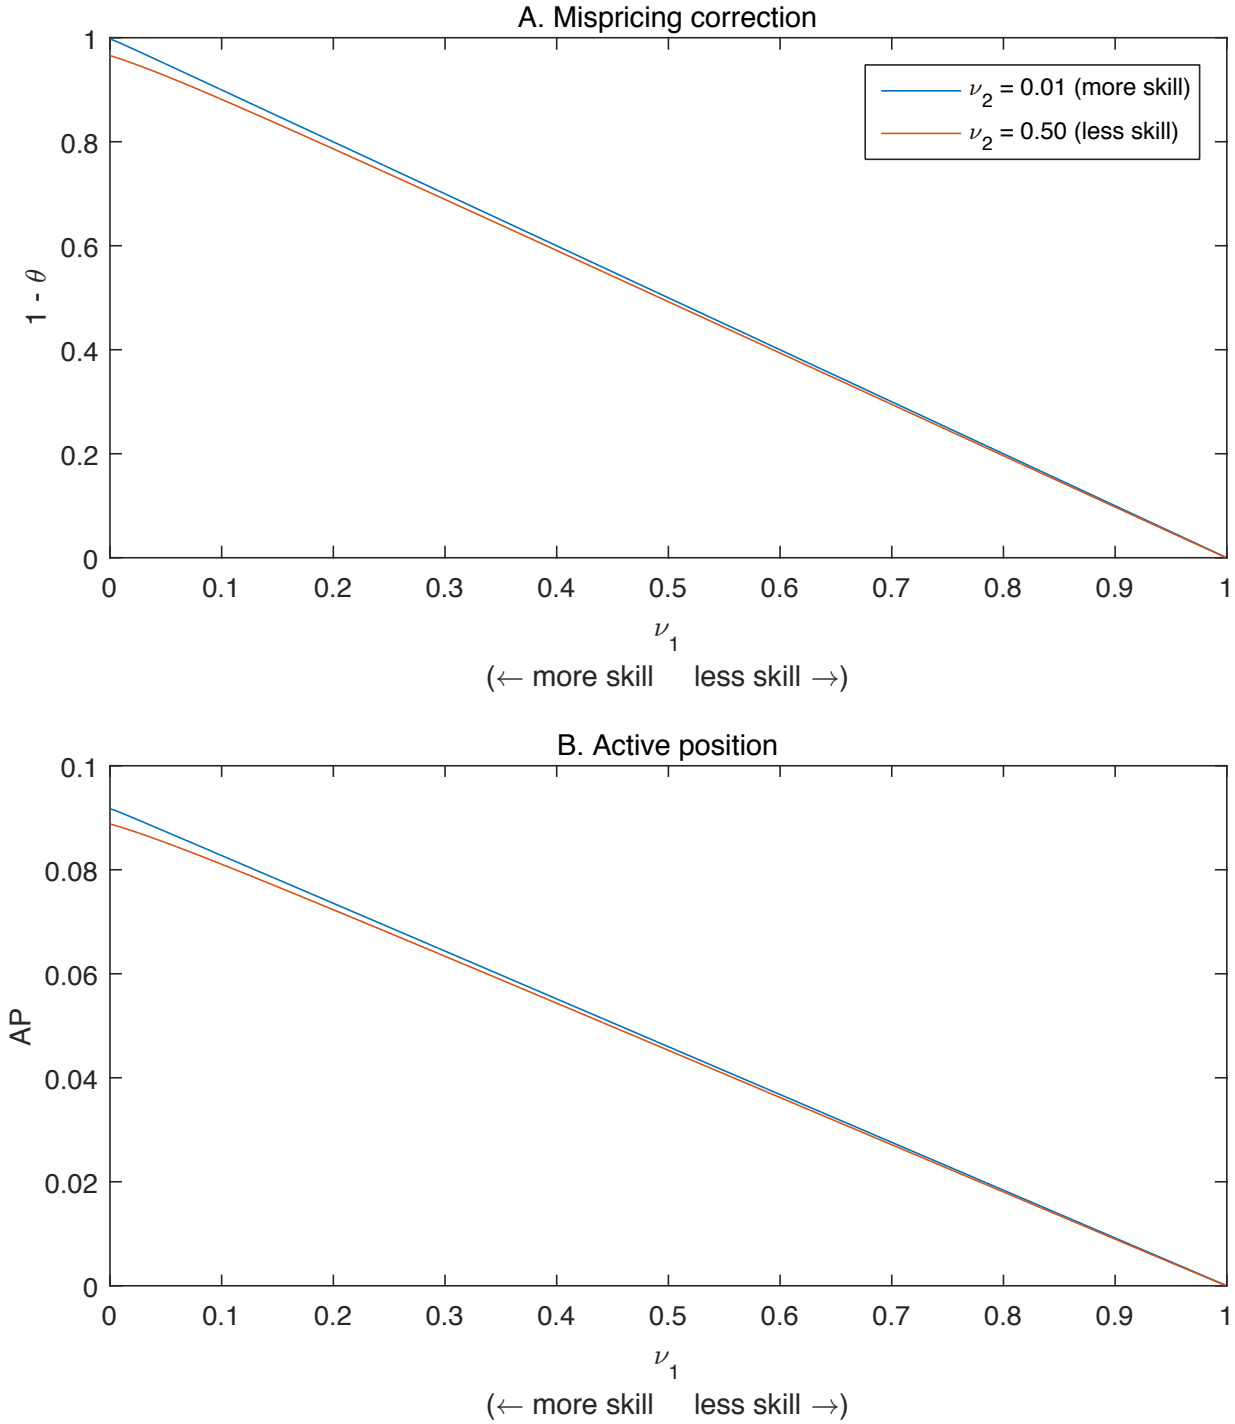 A. Mispricing correction
1
0.8
0.6
0.4
0.2
0
1 - θ
ν2 = 0.01 (more skill)
ν2 = 0.50 (less skill)
0 0.1 0.2 0.3 0.4 0.5 0.6 0.7 0.8 0.9 1
ν1
(← more skill less skill →)
B. Active position
0.1
0.08
0.06
0.04
0.02
0
AP
0 0.1 0.2 0.3 0.4 0.5 0.6 0.7 0.8 0.9 1
ν1
(← more skill less skill →)